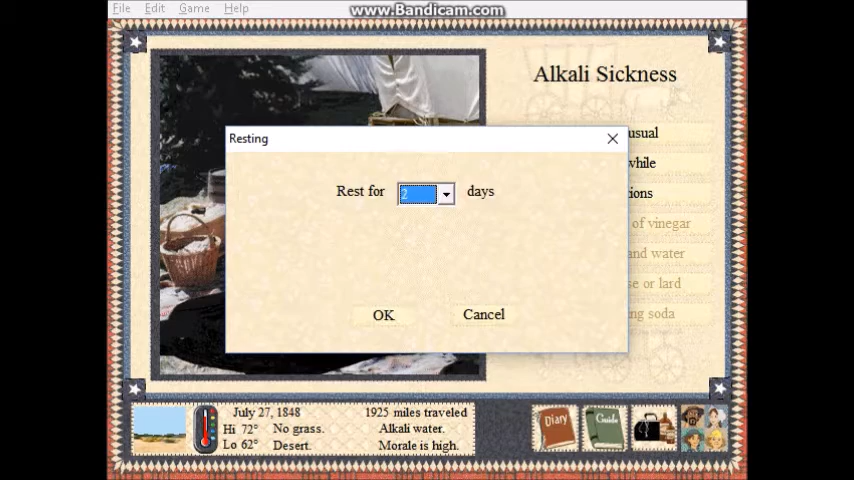 www.Bandicam.com
File Edit Game Help
Alkali Sickness
Resting
usual
while
Rest for 2 days
tions
of vinegar
and water
se or lard
OK Cancel
ng soda
July 27, 1848 1925 miles traveled
Hi 72° No grass. Alkali water.
Lo 62° Desert. Morale is high.
Diary
Guide